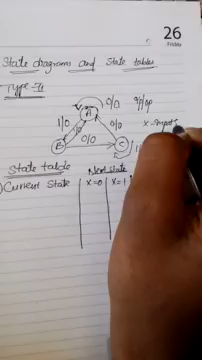 26
Friday
State diagrams and State tables
Type-II
A
0/0
i/p/op
1/0
0/0
x-Input
B
0/0
C
State table
Next State
Current State
X=0
X=1